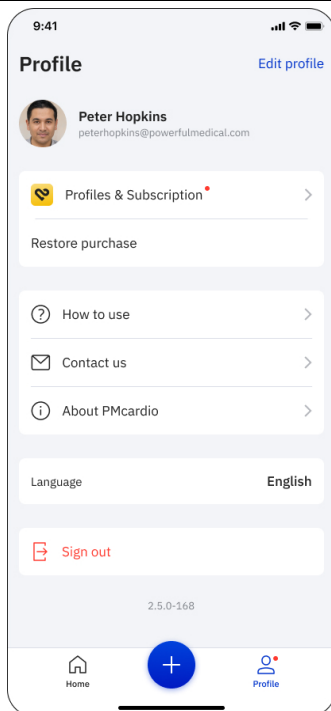 9:41
Profile
Edit profile
Peter Hopkins
peterhopkins@powerfulmedical.com
Profiles & Subscription
Restore purchase
How to use
Contact us
About PMcardio
Language
English
Sign out
2.5.0-168
Home
Profile